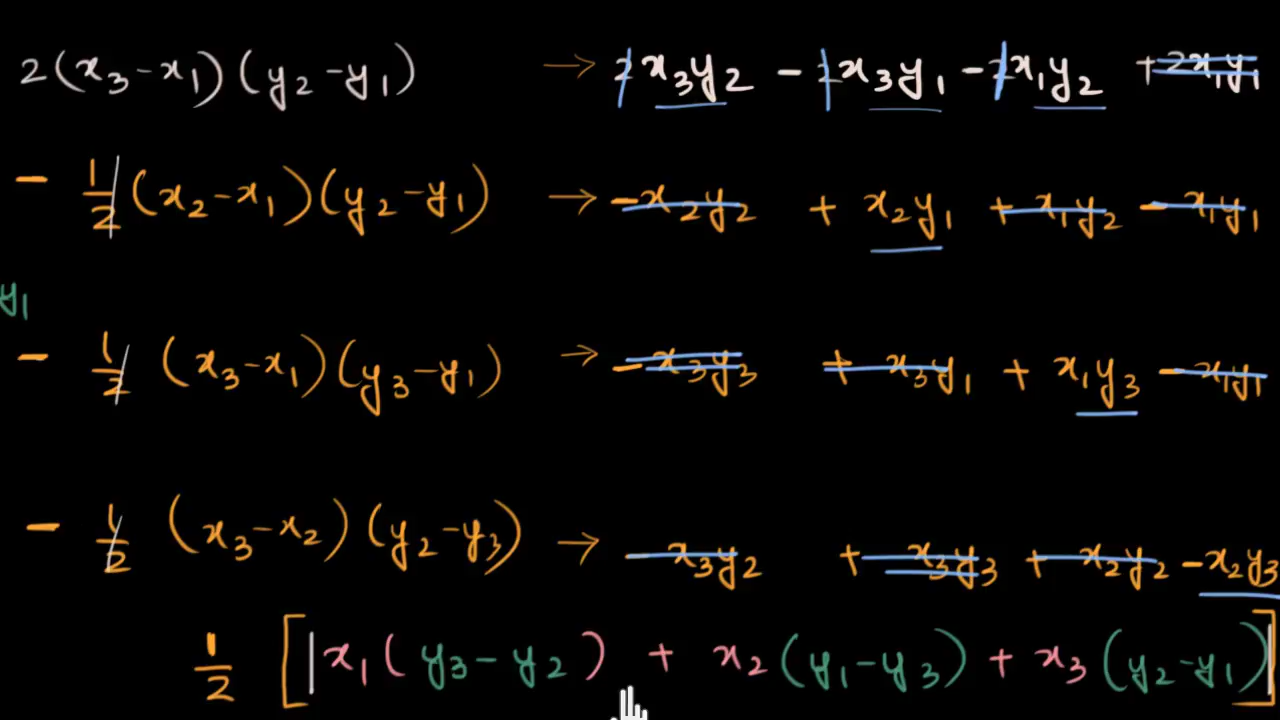 2(x₃-x₁)(y₂-y₁) → 2x₃y₂ - 2x₃y₁ - 2x₁y₂ + 2x₁y₁
- 1/2 (x₂-x₁)(y₂-y₁) → -x₂y₂ + x₂y₁ + x₁y₂ - x₁y₁
y₁
- 1/2 (x₃-x₁)(y₃-y₁) → -x₃y₃ + x₃y₁ + x₁y₃ - x₁y₁
- 1/2 (x₃-x₂)(y₂-y₃) → -x₃y₂ + x₃y₃ + x₂y₂ - x₂y₃
1/2 [|x₁(y₃-y₂) + x₂(y₁-y₃) + x₃(y₂-y₁)|]